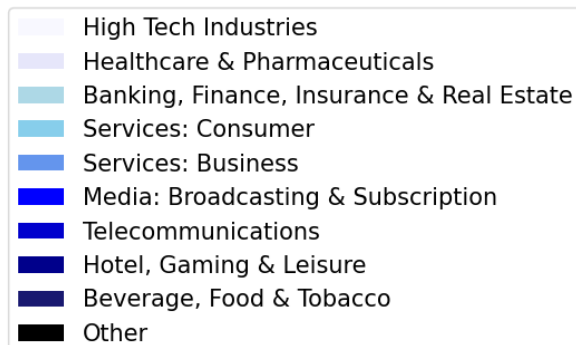 High Tech Industries
Healthcare & Pharmaceuticals
Banking, Finance, Insurance & Real Estate
Services: Consumer
Services: Business
Media: Broadcasting & Subscription
Telecommunications
Hotel, Gaming & Leisure
Beverage, Food & Tobacco
Other